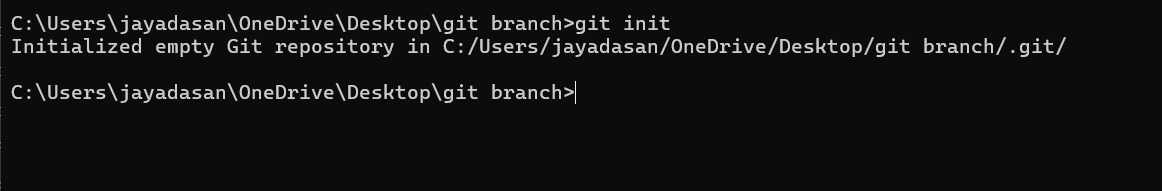 C:\Users\jayadasan\OneDrive\Desktop\git branch>git init
Initialized empty Git repository in C:/Users/jayadasan/OneDrive/Desktop/git branch/.git/
C:\Users\jayadasan\OneDrive\Desktop\git branch>